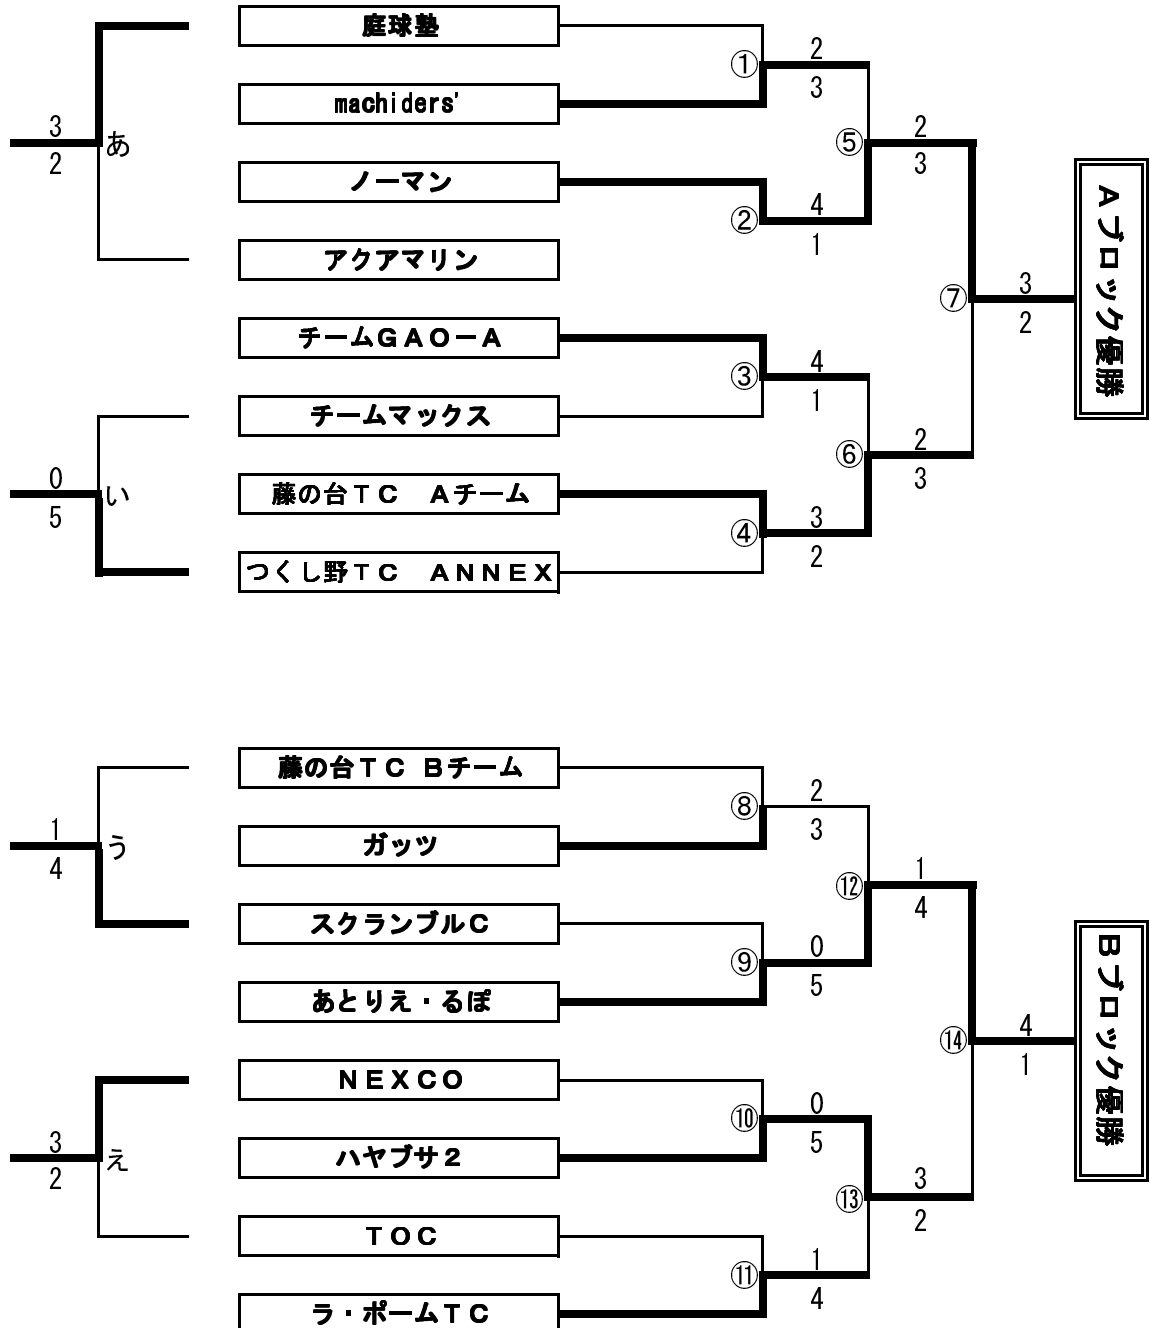 庭球塾
① 2
3
machiders'
3
あ
2
⑤ 2
3
ノーマン
② 4
1
アクアマリン
⑦ 3
2
Aブロック優勝
チームGAO－A
③ 4
1
チームマックス
⑥ 2
3
0
い
5
藤の台TC　Aチーム
④ 3
2
つくし野TC　ANNEX
藤の台TC Bチーム
⑧ 2
3
1
う
4
ガッツ
⑫ 1
4
スクランブルC
⑨ 0
5
あとりえ・るぽ
⑭ 4
1
Bブロック優勝
NEXCO
⑩ 0
5
3
え
2
ハヤブサ2
⑬ 3
2
TOC
⑪ 1
4
ラ・ポームTC